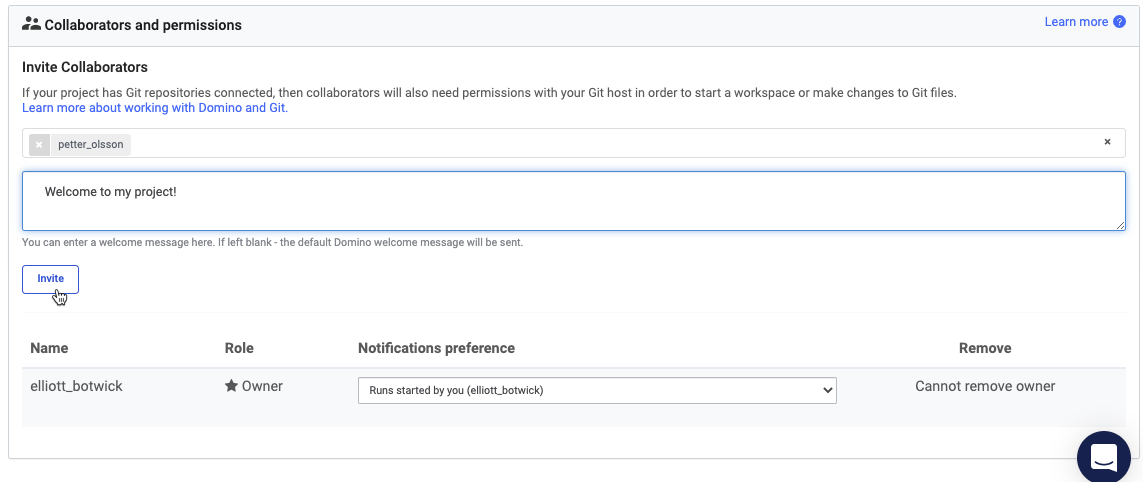 Collaborators and permissions
Learn more ?
Invite Collaborators
If your project has Git repositories connected, then collaborators will also need permissions with your Git host in order to start a workspace or make changes to Git files.
Learn more about working with Domino and Git.
× petter_olsson ×
Welcome to my project!
You can enter a welcome message here. If left blank - the default Domino welcome message will be sent.
Invite
Name Role Notifications preference Remove
elliott_botwick ★ Owner Runs started by you (elliott_botwick) Cannot remove owner